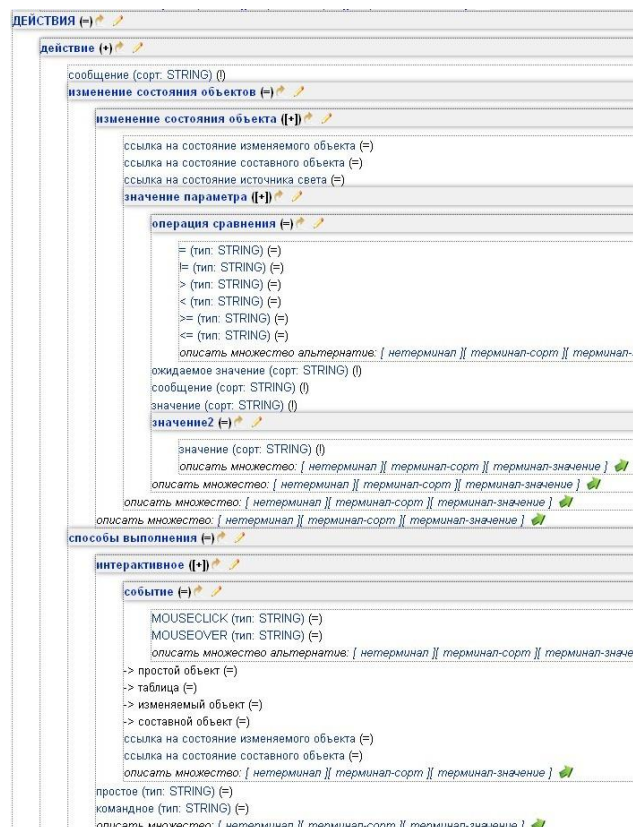 ДЕЙСТВИЯ (=)
действие (+)
сообщение (сорт: STRING) (!)
изменение состояния объектов (=)
изменение состояния объекта ([+])
ссылка на состояние изменяемого объекта (=)
ссылка на состояние составного объекта (=)
ссылка на состояние источника света (=)
значение параметра ([+])
операция сравнения (=)
= (тип: STRING) (=)
!= (тип: STRING) (=)
> (тип: STRING) (=)
< (тип: STRING) (=)
>= (тип: STRING) (=)
<= (тип: STRING) (=)
описать множество альтернатив: [ нетерминал ][ терминал-сорт ][ терминал-
ожидаемое значение (сорт: STRING) (!)
сообщение (сорт: STRING) (!)
значение (сорт: STRING) (!)
значение2 (=)
значение (сорт: STRING) (!)
описать множество: [ нетерминал ][ терминал-сорт ][ терминал-значение ]
описать множество: [ нетерминал ][ терминал-сорт ][ терминал-значение ]
описать множество: [ нетерминал ][ терминал-сорт ][ терминал-значение ]
описать множество: [ нетерминал ][ терминал-сорт ][ терминал-значение ]
способы выполнения (=)
интерактивное ([+])
событие (=)
MOUSECLICK (тип: STRING) (=)
MOUSEOVER (тип: STRING) (=)
описать множество альтернатив: [ нетерминал ][ терминал-сорт ][ терминал-значе
-> простой объект (=)
-> таблица (=)
-> изменяемый объект (=)
-> составной объект (=)
ссылка на состояние изменяемого объекта (=)
ссылка на состояние составного объекта (=)
описать множество: [ нетерминал ][ терминал-сорт ][ терминал-значение ]
простое (тип: STRING) (=)
командное (тип: STRING) (=)
описать множество: [ нетерминал ][ терминал-сорт ][ терминал-значение ]